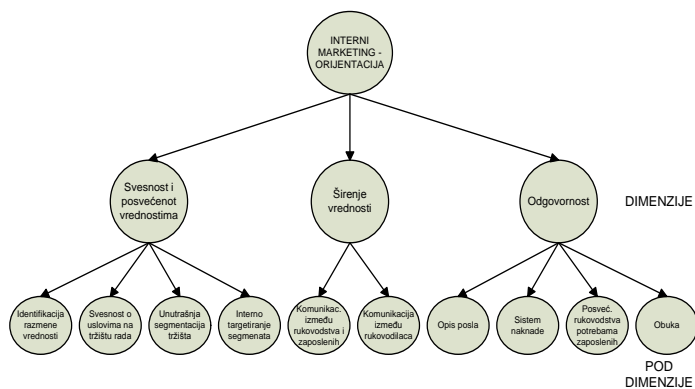 INTERNI
MARKETING -
ORIJENTACIJA
Svesnost i
posvećenot
vrednostima
Širenje
vrednosti
Odgovornost
DIMENZIJE
Identifikacija
razmene
vrednosti
Svesnost o
uslovima na
tržištu rada
Unutrašnja
segmentacija
tržišta
Interno
targetiranje
segmenata
Komunikac.
između
rukovodstva i
zaposlenih
Komunikacija
između
rukovodilaca
Opis posla
Sistem
naknade
Posveć.
rukovodstva
potrebama
zaposlenih
Obuka
POD
DIMENZIJE